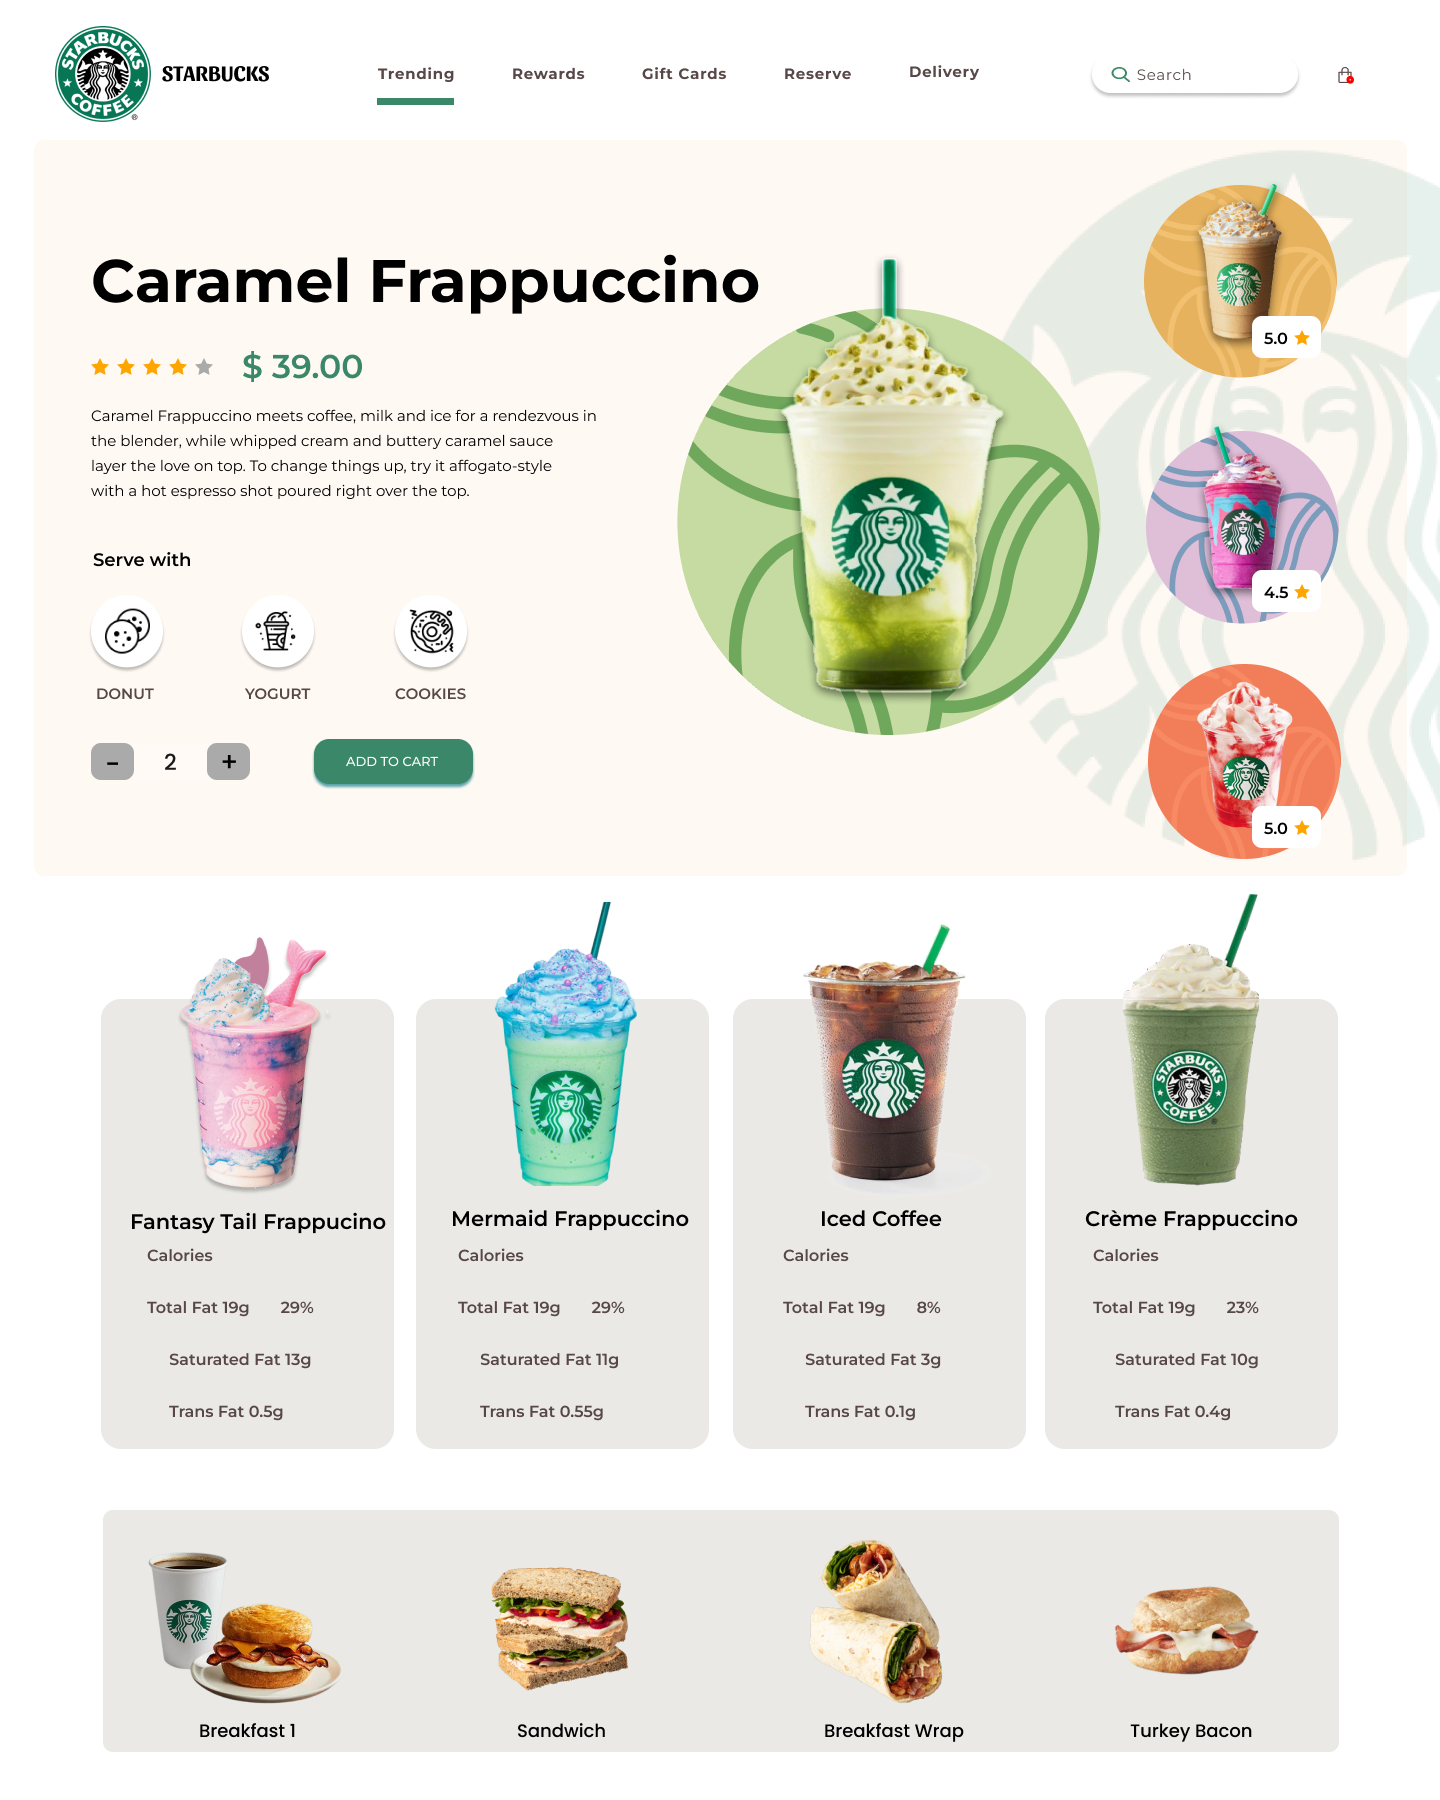 STARBUCKS
COFFEE
®
STARBUCKS
Trending
Rewards
Gift Cards
Reserve
Delivery
Search
Caramel Frappuccino
$ 39.00
Caramel Frappuccino meets coffee, milk and ice for a rendezvous in
the blender, while whipped cream and buttery caramel sauce
layer the love on top. To change things up, try it affogato-style
with a hot espresso shot poured right over the top.
Serve with
DONUT
YOGURT
COOKIES
-
2
+
ADD TO CART
TM
5.0
4.5
5.0
STARBUCKS
COFFEE
®
Fantasy Tail Frappucino
Calories
Total Fat 19g 29%
Saturated Fat 13g
Trans Fat 0.5g
Mermaid Frappuccino
Calories
Total Fat 19g 29%
Saturated Fat 11g
Trans Fat 0.55g
Iced Coffee
Calories
Total Fat 19g 8%
Saturated Fat 3g
Trans Fat 0.1g
Crème Frappuccino
Calories
Total Fat 19g 23%
Saturated Fat 10g
Trans Fat 0.4g
Breakfast 1
Sandwich
Breakfast Wrap
Turkey Bacon